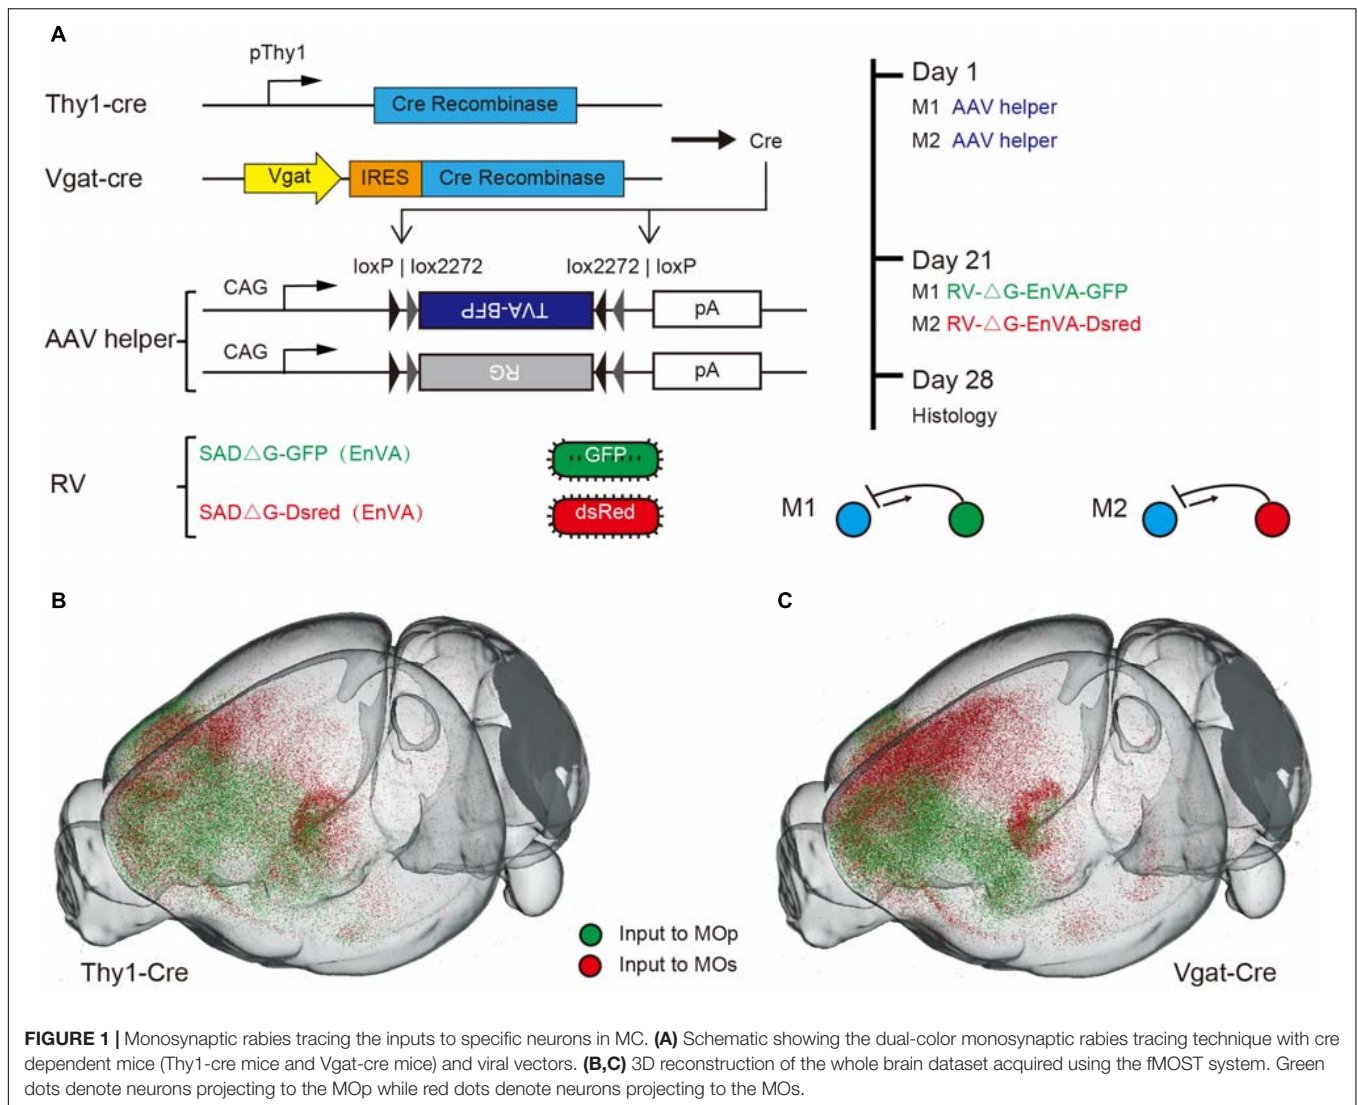 A
pThy1
Thy1-cre
Cre Recombinase
Cre
Vgat-cre
Vgat
IRES
Cre Recombinase
loxP | lox2272
lox2272 | loxP
AAV helper
CAG
TVA-BFP
pA
CAG
RG
pA
RV
SAD△G-GFP (EnVA)
GFP
SAD△G-Dsred (EnVA)
dsRed
Day 1
M1 AAV helper
M2 AAV helper
Day 21
M1 RV-△G-EnVA-GFP
M2 RV-△G-EnVA-Dsred
Day 28
Histology
M1
M2
B
Thy1-Cre
Input to MOp
Input to MOs
C
Vgat-Cre
FIGURE 1 | Monosynaptic rabies tracing the inputs to specific neurons in MC. (A) Schematic showing the dual-color monosynaptic rabies tracing technique with cre
dependent mice (Thy1-cre mice and Vgat-cre mice) and viral vectors. (B,C) 3D reconstruction of the whole brain dataset acquired using the fMOST system. Green
dots denote neurons projecting to the MOp while red dots denote neurons projecting to the MOs.